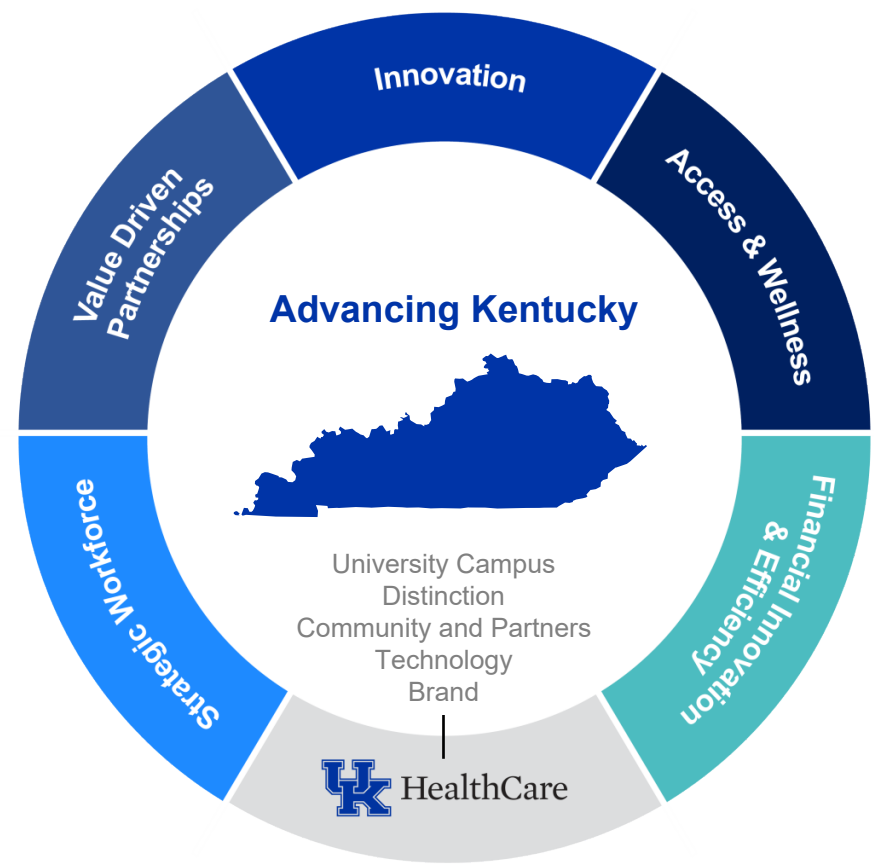 Innovation
Access & Wellness
Value Driven
Partnerships
Advancing Kentucky
Strategic Workforce
Financial Innovation
& Efficiency
University Campus
Distinction
Community and Partners
Technology
Brand
UK HealthCare